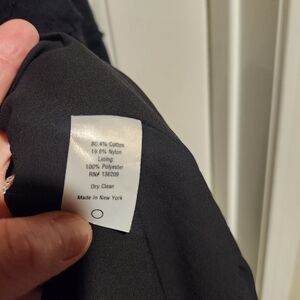 80.4% Cotton
19.6% Nylon
Lining:
100% Polyester
RN# 136209
Dry Clean
Made In New York